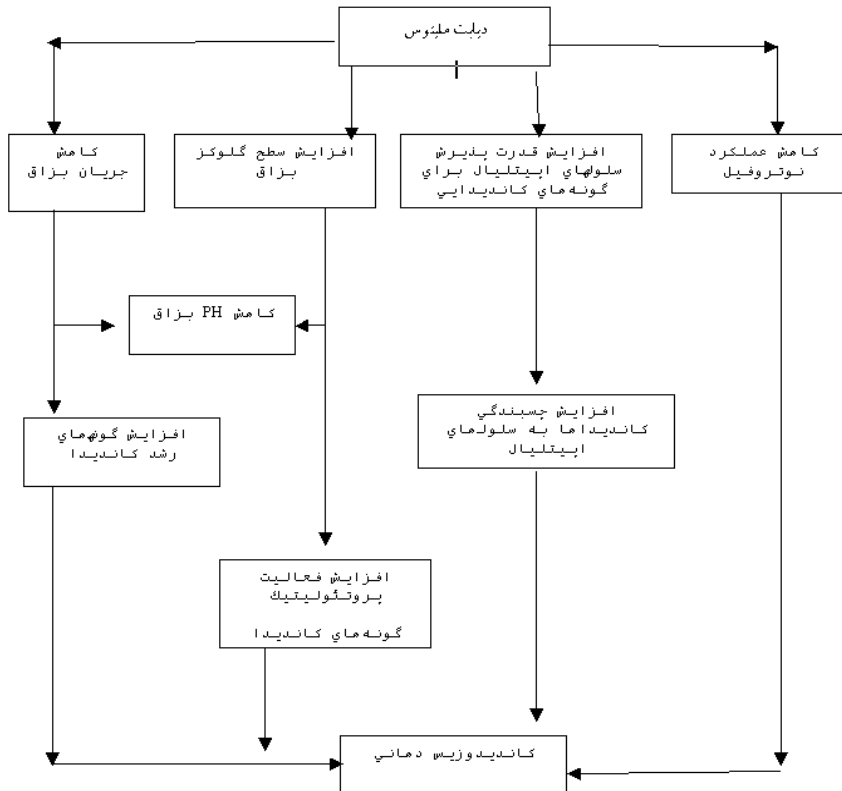 ديابت مليتوس
کاهش
جريان بزاق
افزايش سطح گلوکز
بزاق
افزايش قدرت پذيرش
سلولهاي اپيتليال براي
گونه‌هاي کانديدايي
کاهش عملکرد
نوتروفيل
کاهش PH بزاق
افزايش گونههاي
رشد کانديدا
افزايش چسبندگي
کانديداها به سلولهاي
اپيتليال
افزايش فعاليت
پروتئوليتيك
گونه‌هاي کانديدا
کانديدوزيس دهاني